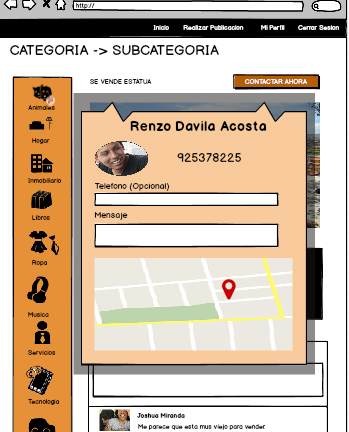 http://
Inicio Realizar Publicacion Mi Perfil Cerrar Sesion
CATEGORIA -> SUBCATEGORIA
SE VENDE ESTATUA
CONTACTAR AHORA
Animales
Hogar
Inmobiliario
Libros
Ropa
Musica
Servicios
Tecnologia
Renzo Davila Acosta
925378225
Telefono (Opcional)
Mensaje
Joshua Miranda
Me parece que esta muy viejo para vender.